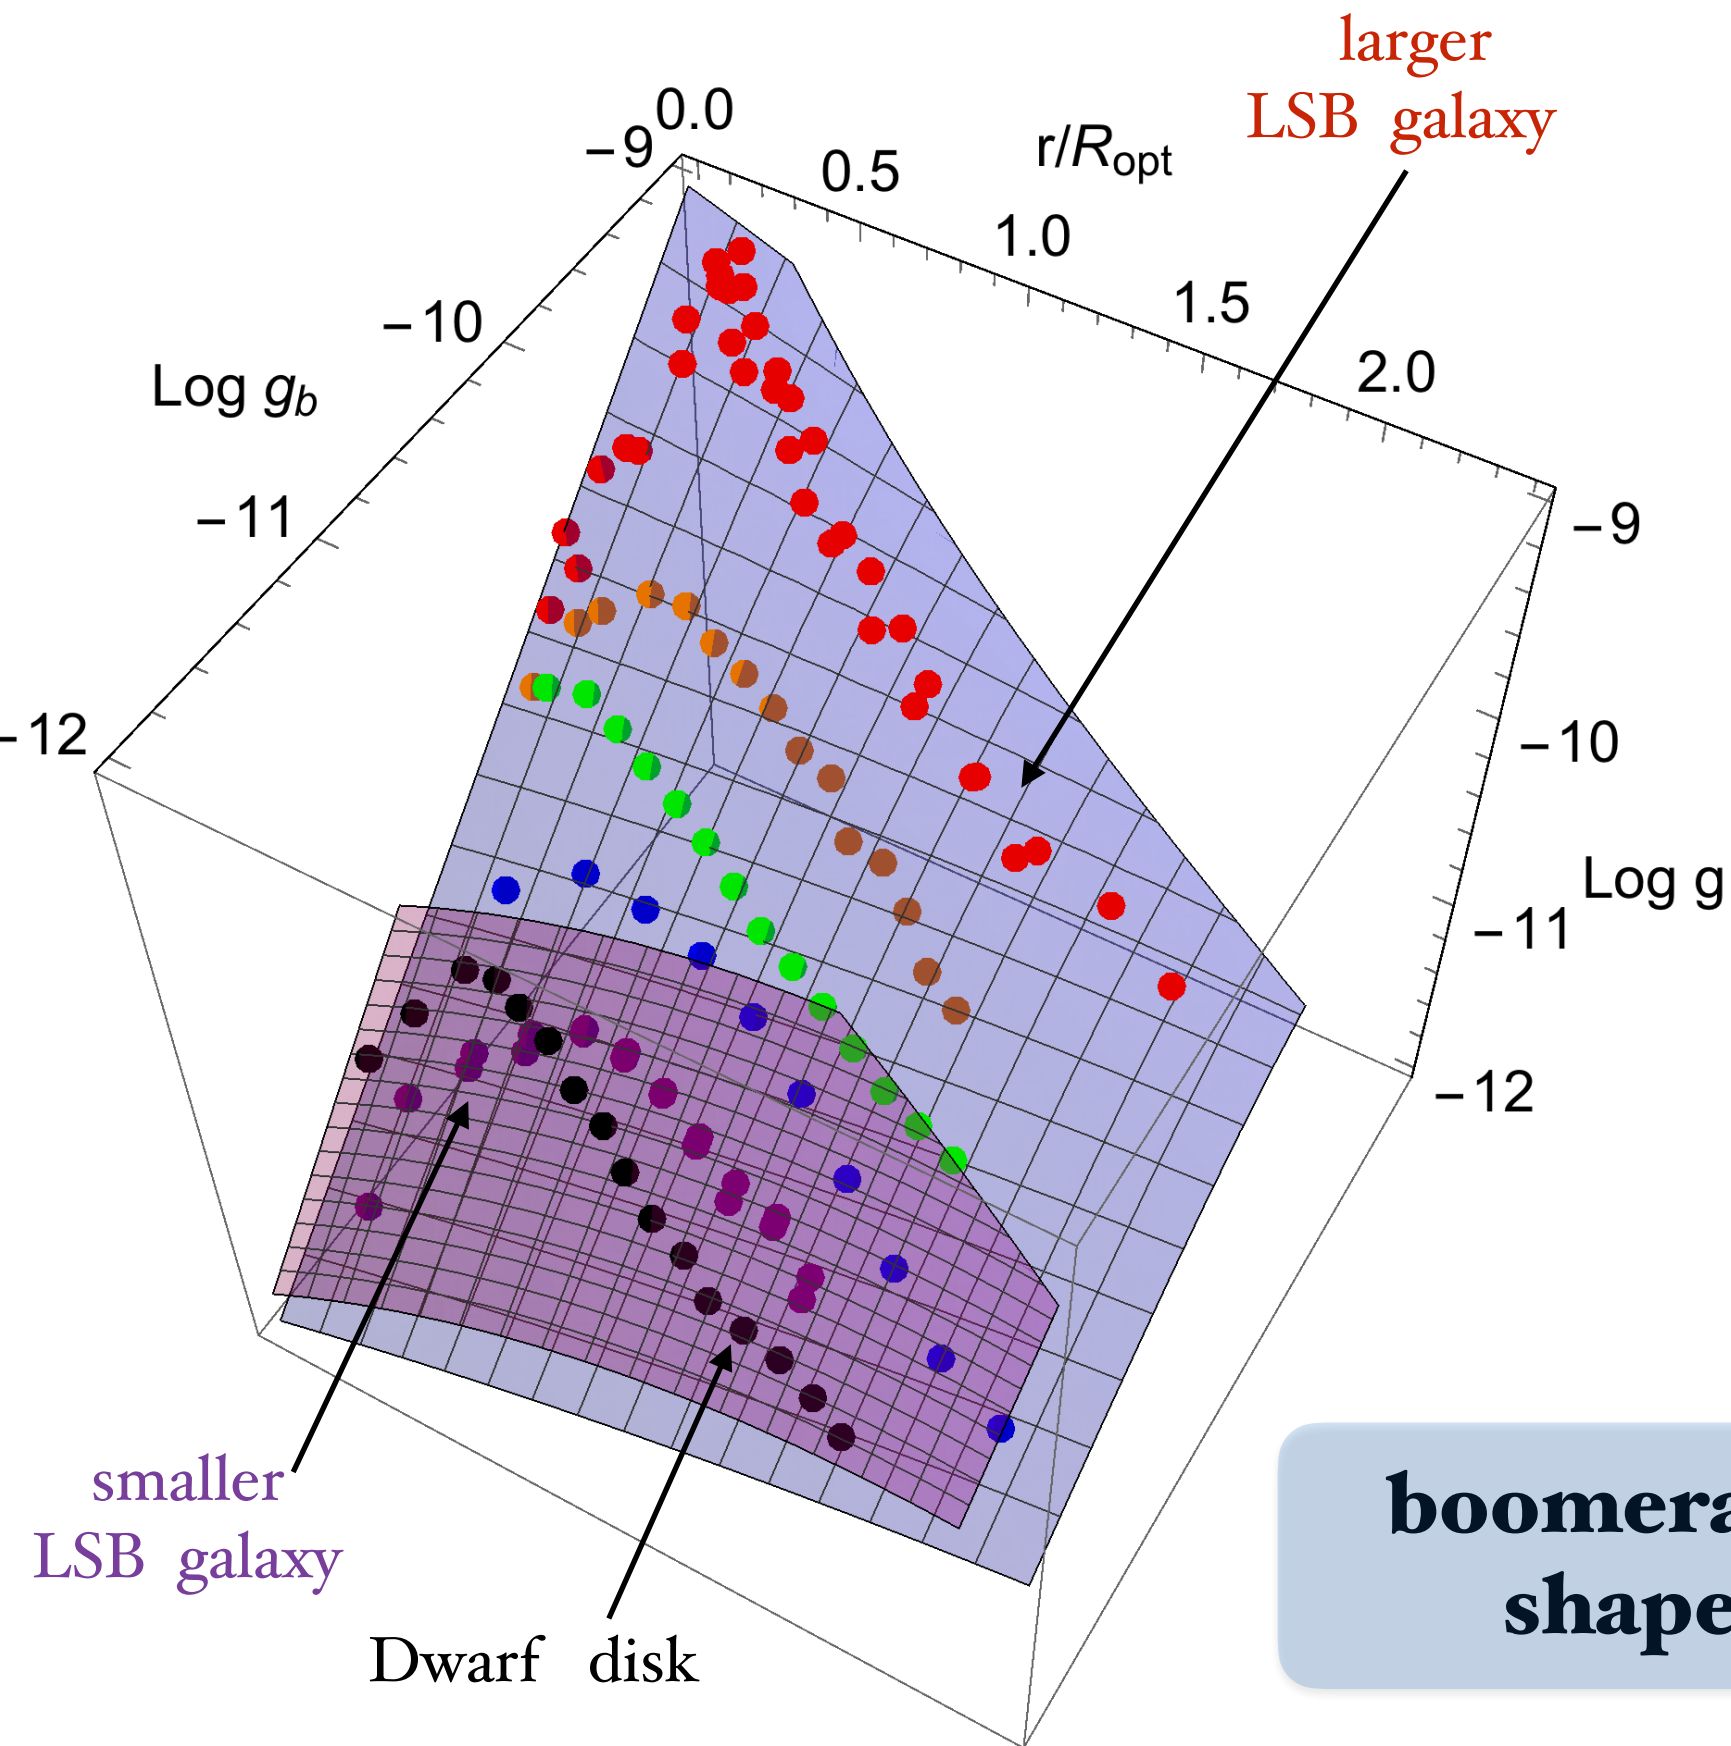 larger
LSB galaxy
0.0
−9
0.5
r/Ropt
1.0
1.5
2.0
−9
−10
Log gb
−11
−12
−10
Log g
−11
−12
smaller
LSB galaxy
Dwarf disk
boomera
shape